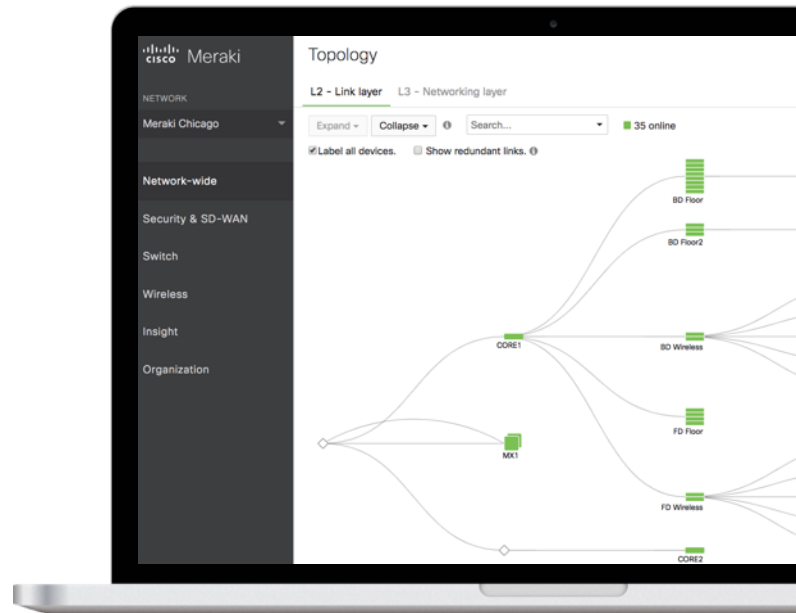 cisco Meraki
NETWORK
Meraki Chicago
Network-wide
Security & SD-WAN
Switch
Wireless
Insight
Organization
Topology
L2 - Link layer L3 - Networking layer
Expand Collapse Search... 35 online
Label all devices. Show redundant links.
BD Floor
BD Floor2
CORE1
BD Wireless
FD Floor
MX1
FD Wireless
CORE2